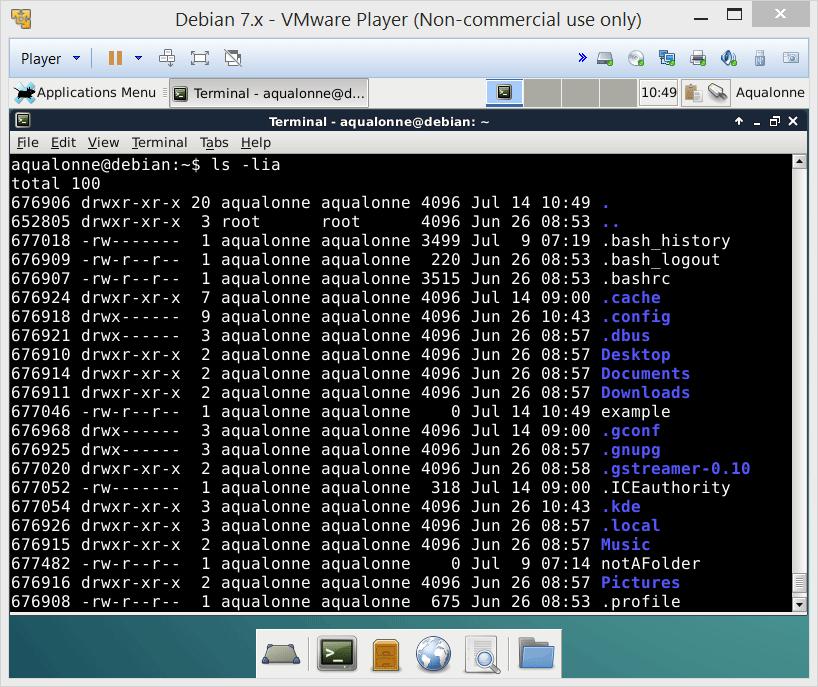 Debian 7.x - VMware Player (Non-commercial use only)
Player
Applications Menu
Terminal - aqualonne@d...
10:49
Aqualonne
Terminal - aqualonne@debian: ~
File Edit View Terminal Tabs Help
aqualonne@debian:~$ ls -lia
total 100
676906 drwxr-xr-x 20 aqualonne aqualonne 4096 Jul 14 10:49 .
652805 drwxr-xr-x  3 root      root      4096 Jun 26 08:53 ..
677018 -rw-------  1 aqualonne aqualonne 3499 Jul  9 07:19 .bash_history
676909 -rw-r--r--  1 aqualonne aqualonne  220 Jun 26 08:53 .bash_logout
676907 -rw-r--r--  1 aqualonne aqualonne 3515 Jun 26 08:53 .bashrc
676924 drwxr-xr-x  7 aqualonne aqualonne 4096 Jul 14 09:00 .cache
676918 drwx------  9 aqualonne aqualonne 4096 Jun 26 10:43 .config
676921 drwx------  3 aqualonne aqualonne 4096 Jun 26 08:57 .dbus
676910 drwxr-xr-x  2 aqualonne aqualonne 4096 Jun 26 08:57 Desktop
676914 drwxr-xr-x  2 aqualonne aqualonne 4096 Jun 26 08:57 Documents
676911 drwxr-xr-x  2 aqualonne aqualonne 4096 Jun 26 08:57 Downloads
677046 -rw-r--r--  1 aqualonne aqualonne    0 Jul 14 10:49 example
676968 drwx------  3 aqualonne aqualonne 4096 Jul 14 09:00 .gconf
676925 drwx------  3 aqualonne aqualonne 4096 Jun 26 08:57 .gnupg
677020 drwxr-xr-x  2 aqualonne aqualonne 4096 Jun 26 08:58 .gstreamer-0.10
677052 -rw-------  1 aqualonne aqualonne  318 Jul 14 09:00 .ICEauthority
677054 drwxr-xr-x  3 aqualonne aqualonne 4096 Jun 26 10:43 .kde
676926 drwxr-xr-x  3 aqualonne aqualonne 4096 Jun 26 08:57 .local
676915 drwxr-xr-x  2 aqualonne aqualonne 4096 Jun 26 08:57 Music
677482 -rw-r--r--  1 aqualonne aqualonne    0 Jul  9 07:14 notAFolder
676916 drwxr-xr-x  2 aqualonne aqualonne 4096 Jun 26 08:57 Pictures
676908 -rw-r--r--  1 aqualonne aqualonne  675 Jun 26 08:53 .profile